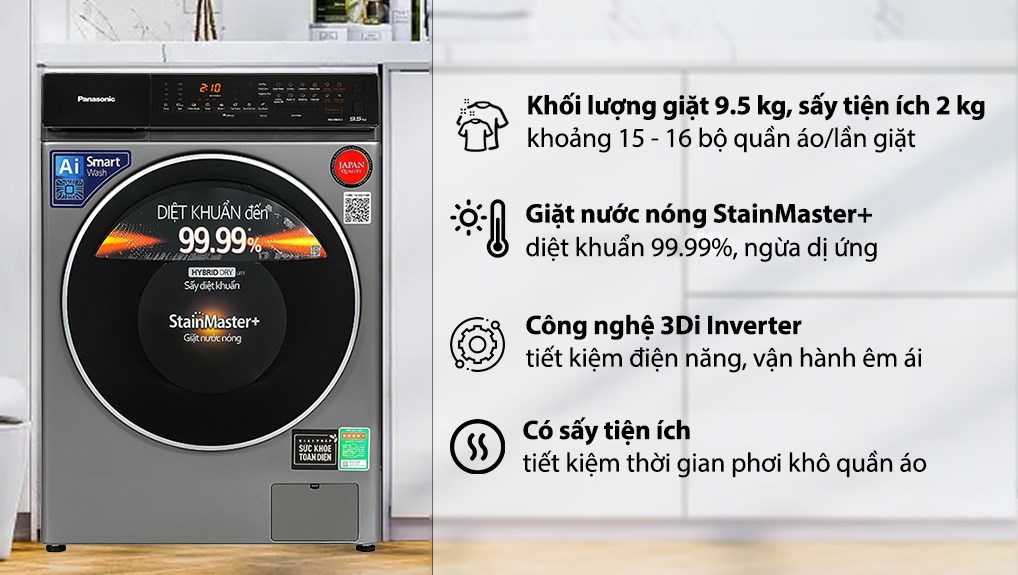 Panasonic
2:10
9.5 Kg
Ai Smart
Wash
JAPAN
QUALITY
DIỆT KHUẨN đến
99.99%
HYBRID DRY
Sấy diệt khuẩn
StainMaster+
Giặt nước nóng
GIẢI PHÁP
SỨC KHỎE
TOÀN DIỆN
Khối lượng giặt 9.5 kg, sấy tiện ích 2 kg
khoảng 15 - 16 bộ quần áo/lần giặt
Giặt nước nóng StainMaster+
diệt khuẩn 99.99%, ngừa dị ứng
Công nghệ 3Di Inverter
tiết kiệm điện năng, vận hành êm ái
Có sấy tiện ích
tiết kiệm thời gian phơi khô quần áo